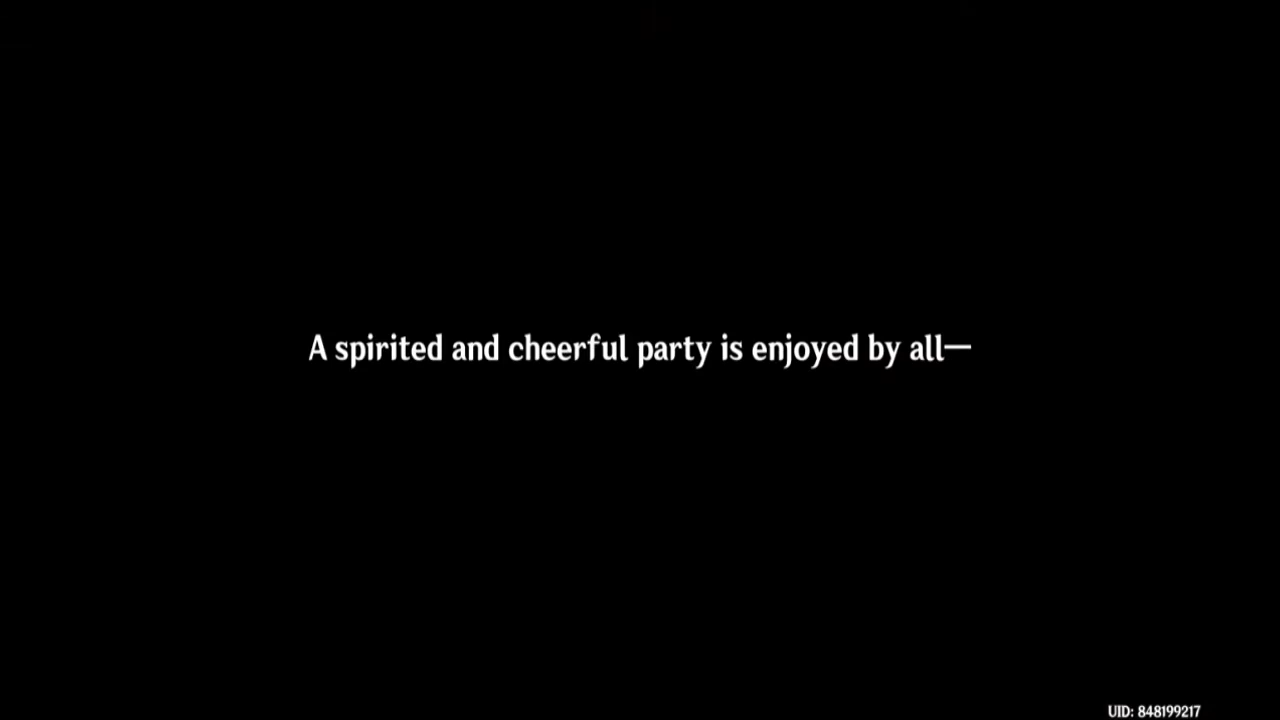 A spirited and cheerful party is enjoyed by all—
UID: 848199217